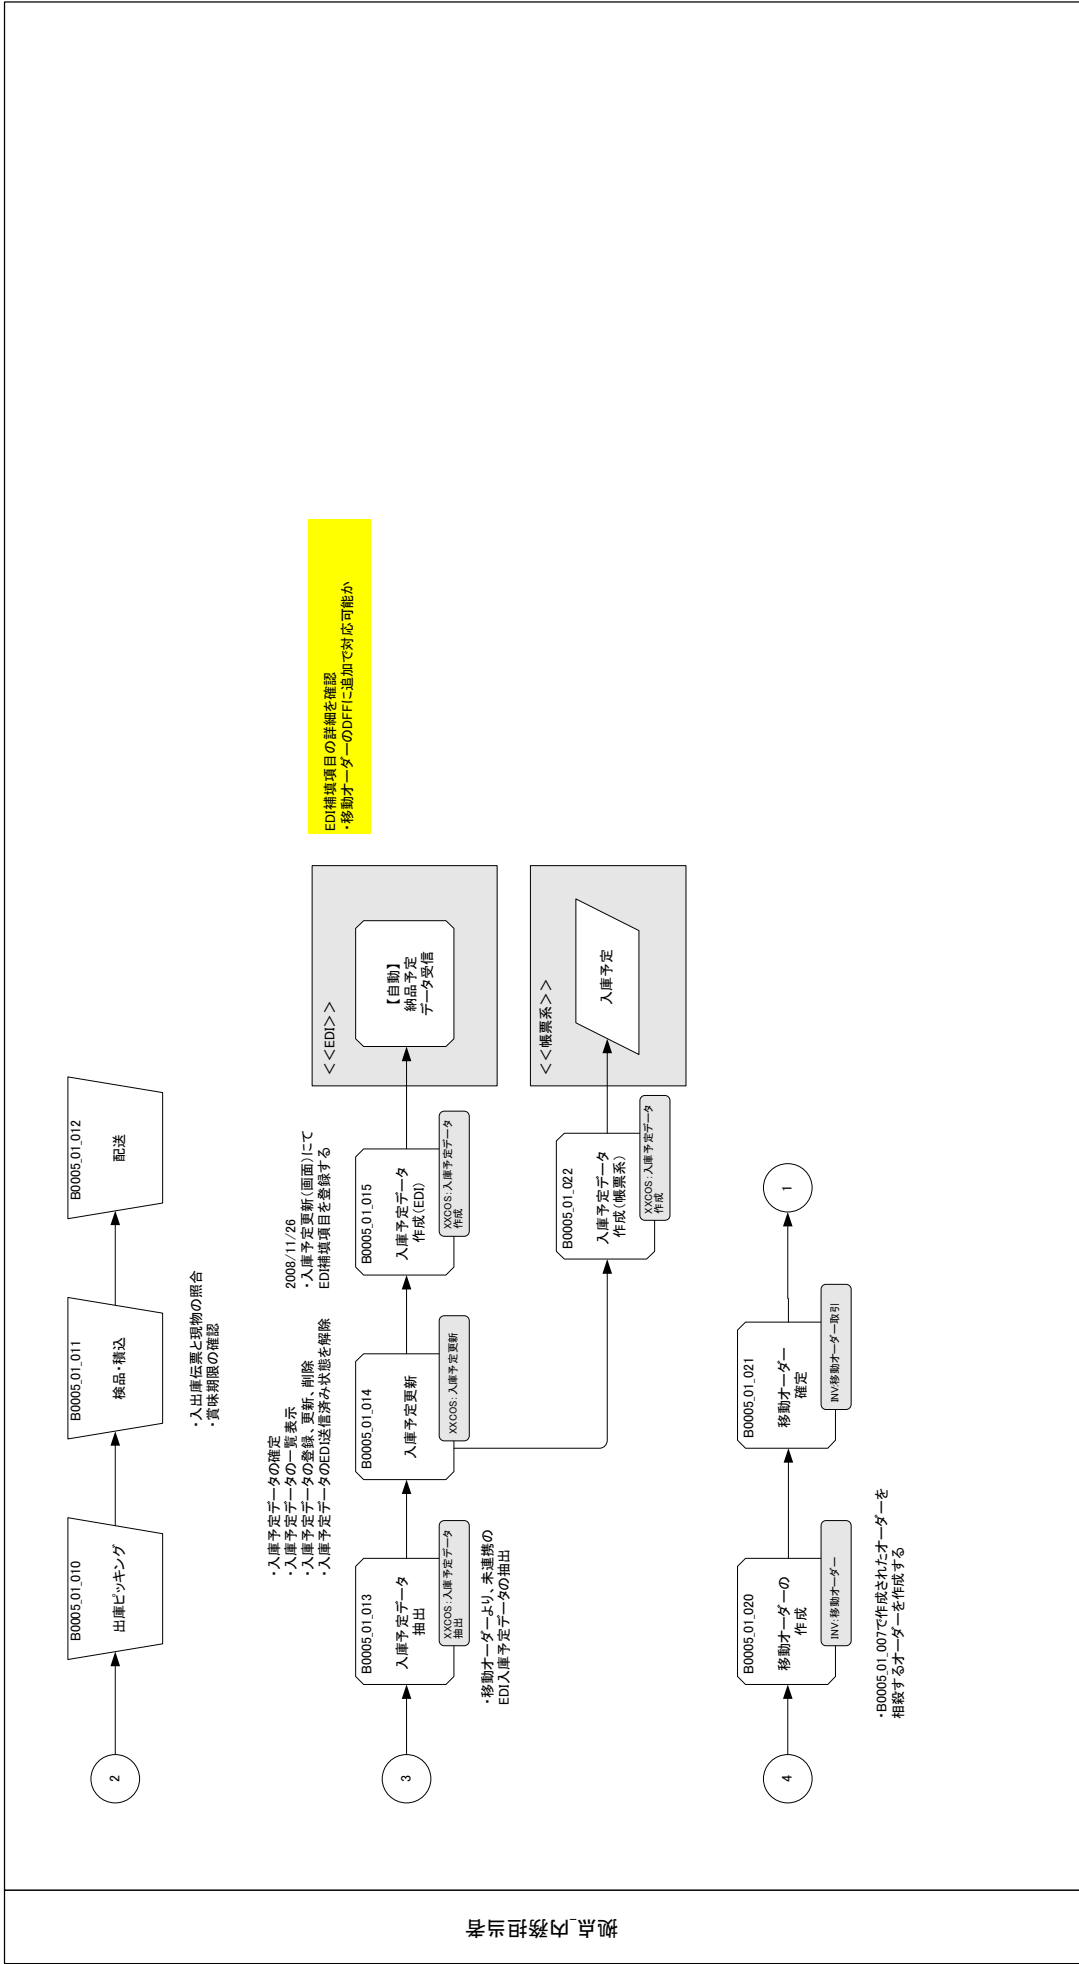 拠点_内務担当者
2
B0005_01_010
出庫ピッキング
B0005_01_011
検品・積込
・入出庫伝票と現物の照合
・賞味期限の確認
B0005_01_012
配送
3
B0005_01_013
入庫予定データ
抽出
XXCOS:入庫予定データ
抽出
・移動オーダーより、未連携の
EDI入庫予定データの抽出
・入庫予定データの確定
・入庫予定データの一覧表示
・入庫予定データの登録、更新、削除
・入庫予定データのEDI送信済み状態を解除
B0005_01_014
入庫予定更新
XXCOS:入庫予定更新
2008/11/26
・入庫予定更新(画面)にて
EDI補填項目を登録する
B0005_01_015
入庫予定データ
作成(EDI)
XXCOS:入庫予定データ
作成
<<EDI>>
【自動】
納品予定
データ受信
EDI補填項目の詳細を確認
・移動オーダーのDFFに追加で対応可能か
B0005_01_022
入庫予定データ
作成(帳票系)
XXCOS:入庫予定データ
作成
<<帳票系>>
入庫予定
4
B0005_01_020
移動オーダーの
作成
INV:移動オーダー
・B0005_01_007で作成されたオーダーを
相殺するオーダーを作成する
B0005_01_021
移動オーダー
確定
INV:移動オーダー取引
1